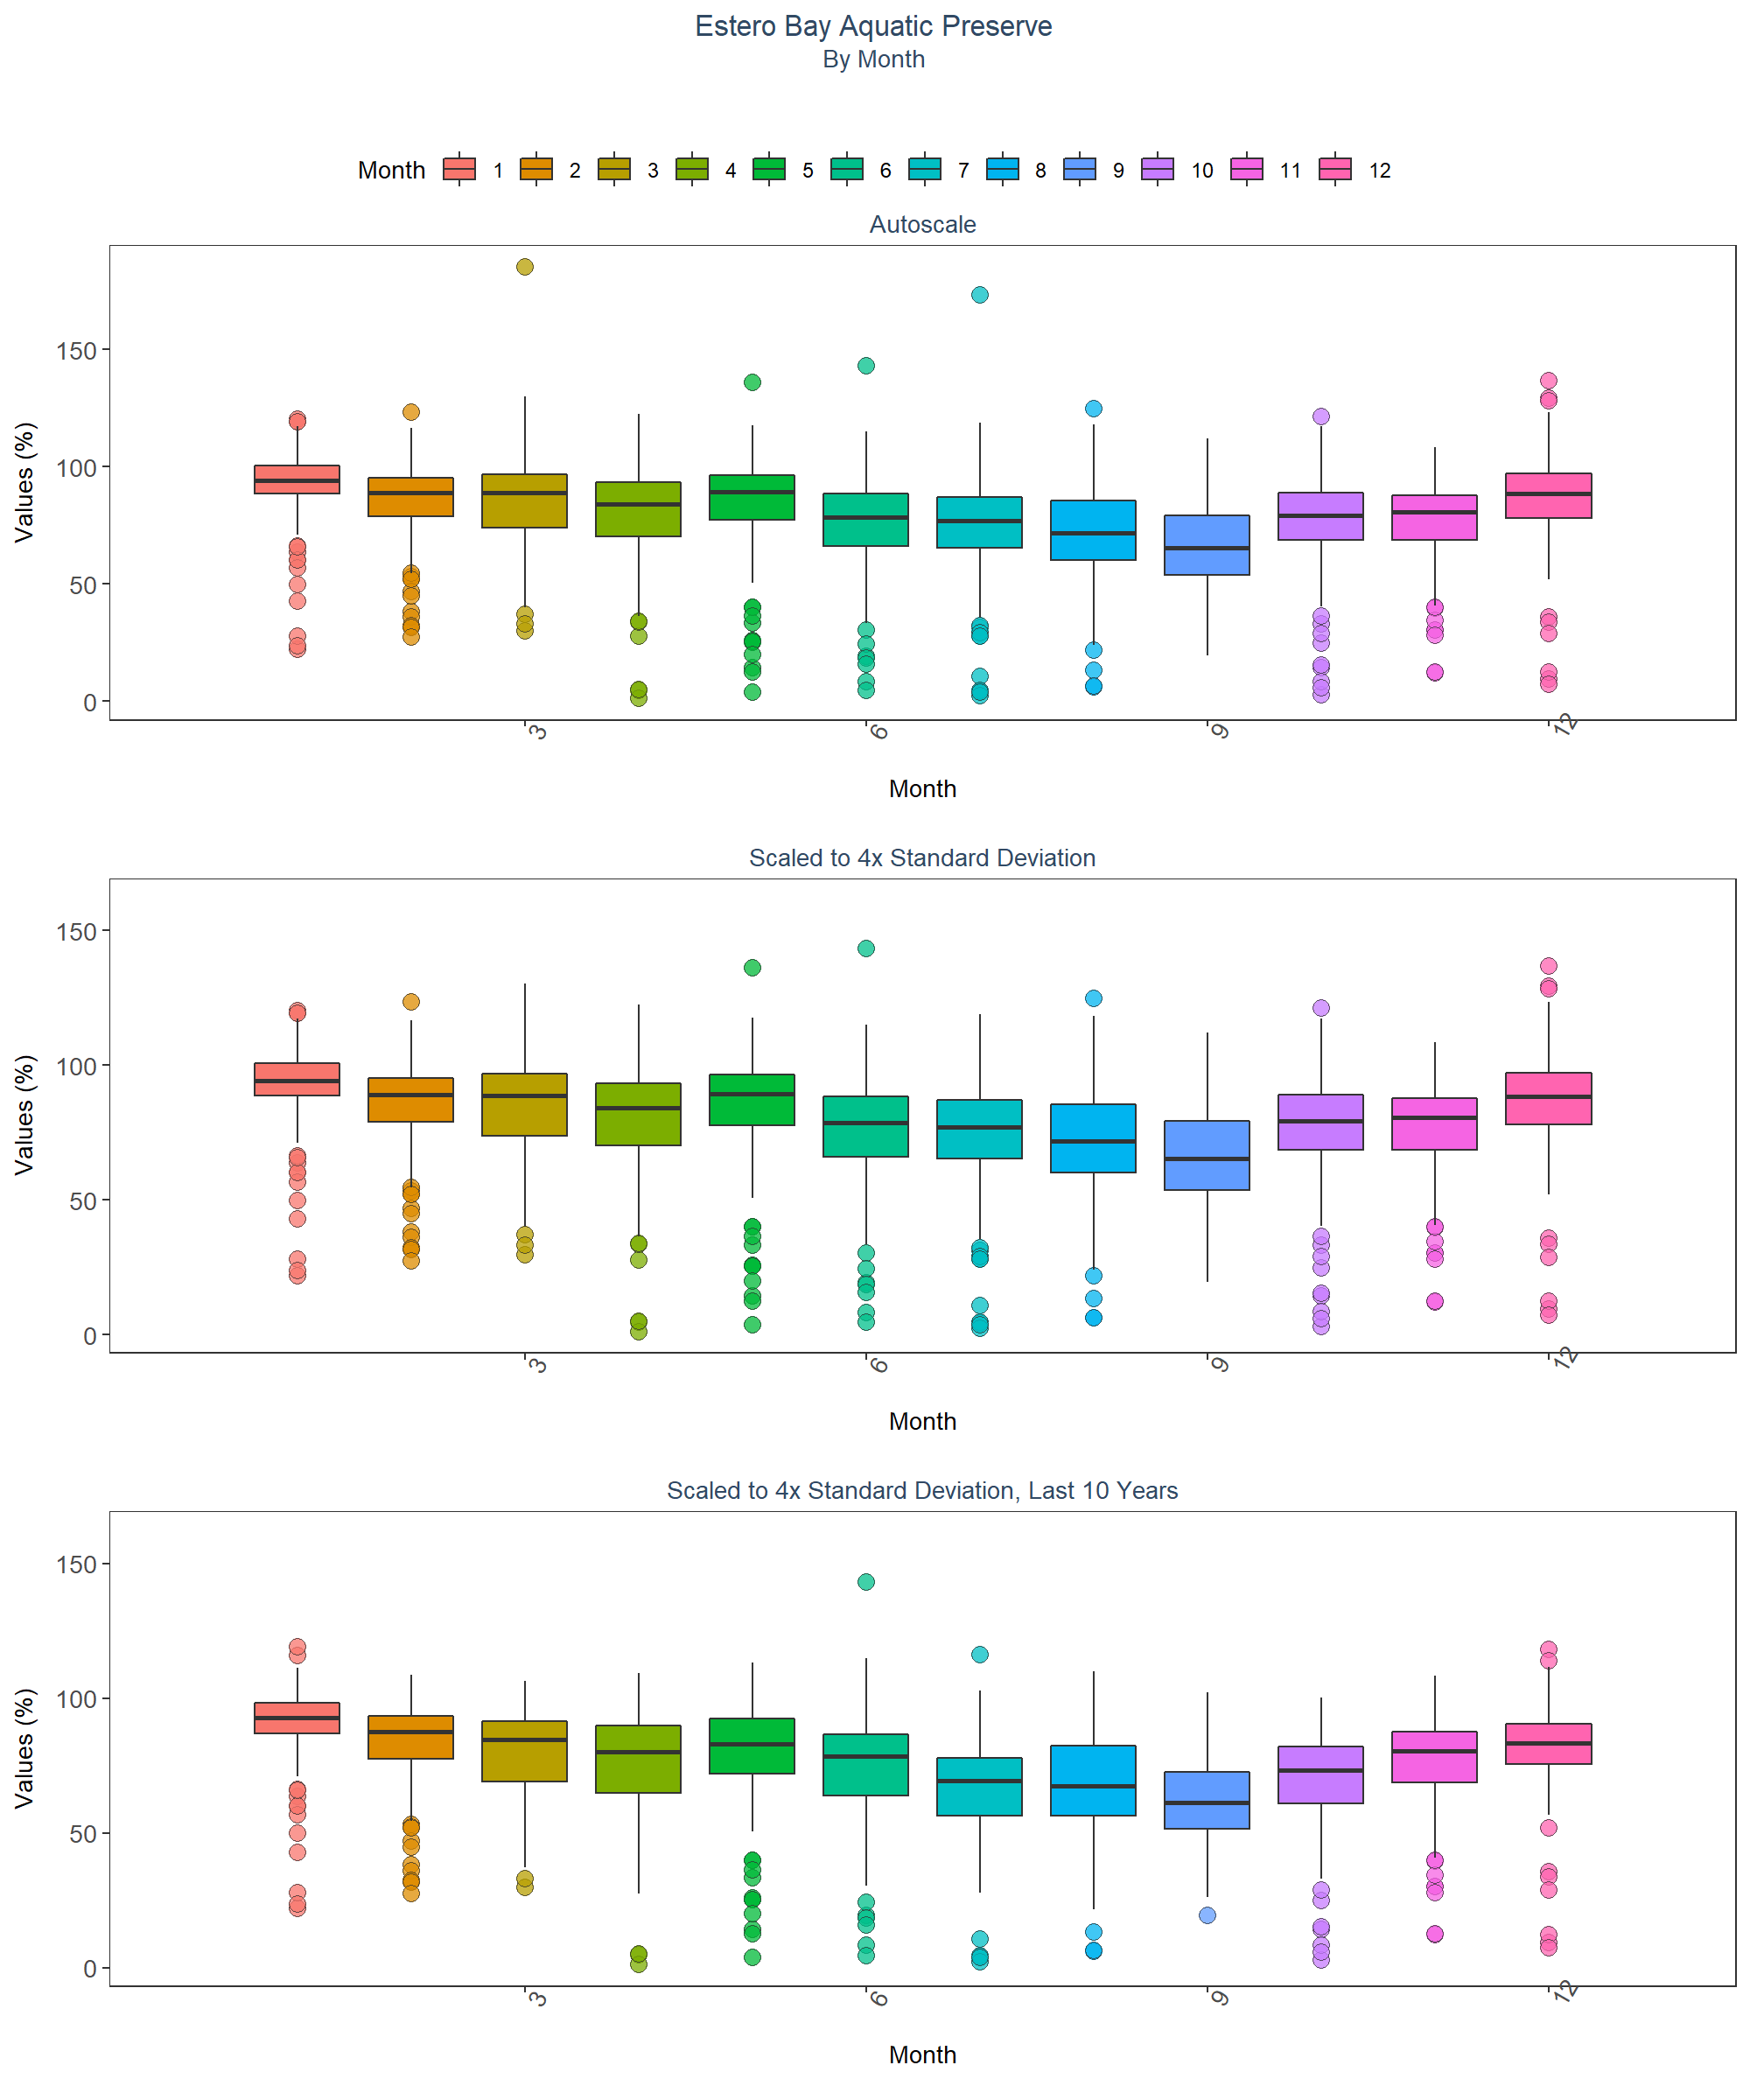 Estero Bay Aquatic Preserve
By Month
Month 1 2 3 4 5 6 7 8 9 10 11 12
Autoscale
Values (%)
150
100
50
0
3 6 9 12
Month
Scaled to 4x Standard Deviation
Values (%)
150
100
50
0
3 6 9 12
Month
Scaled to 4x Standard Deviation, Last 10 Years
Values (%)
150
100
50
0
3 6 9 12
Month